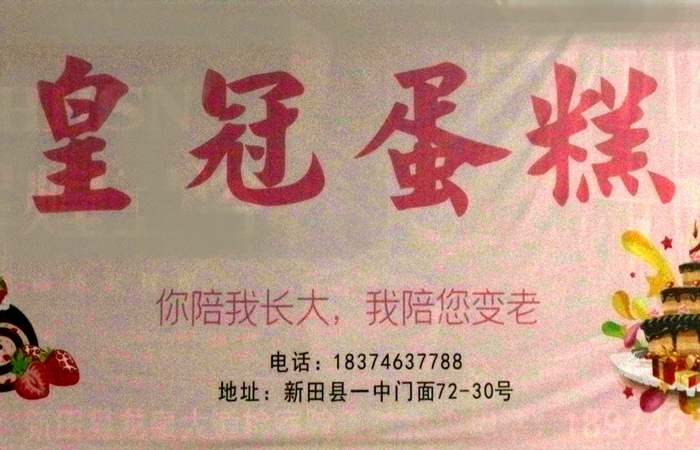 皇冠蛋糕
你陪我长大，我陪您变老
电话：18374637788
地址：新田县一中门面72-30号